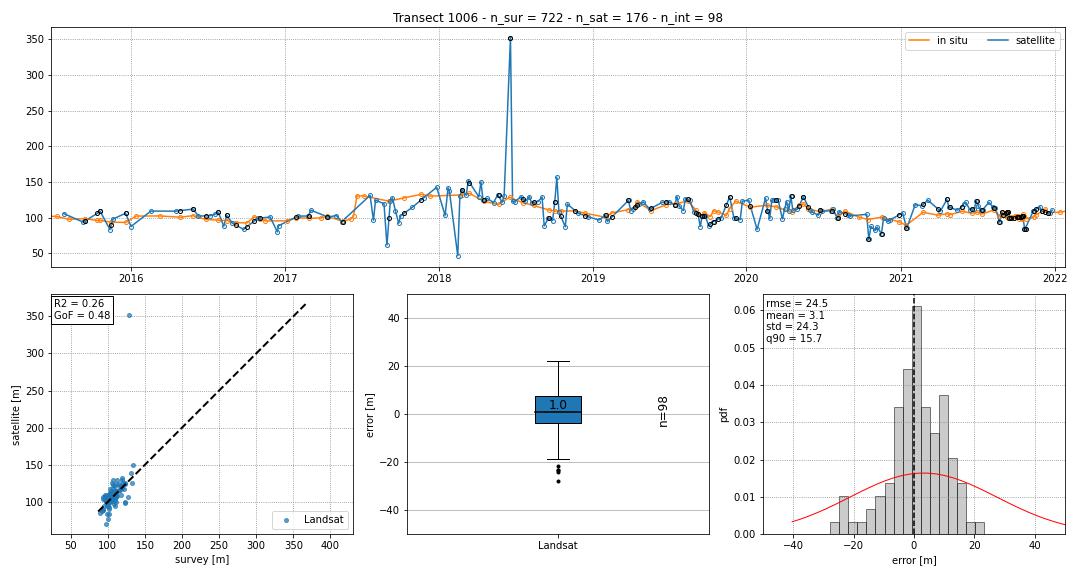 Transect 1006 - n_sur = 722 - n_sat = 176 - n_int = 98
350
300
250
200
150
100
50
in situ
satellite
2016
2017
2018
2019
2020
2021
2022
R2 = 0.26
GoF = 0.48
350
300
250
200
150
100
satellite [m]
50
100
150
200
250
300
350
400
survey [m]
Landsat
40
20
0
−20
−40
error [m]
1.0
n=98
Landsat
rmse = 24.5
mean = 3.1
std = 24.3
q90 = 15.7
0.06
0.05
0.04
0.03
0.02
0.01
0.00
pdf
−40
−20
0
20
40
error [m]